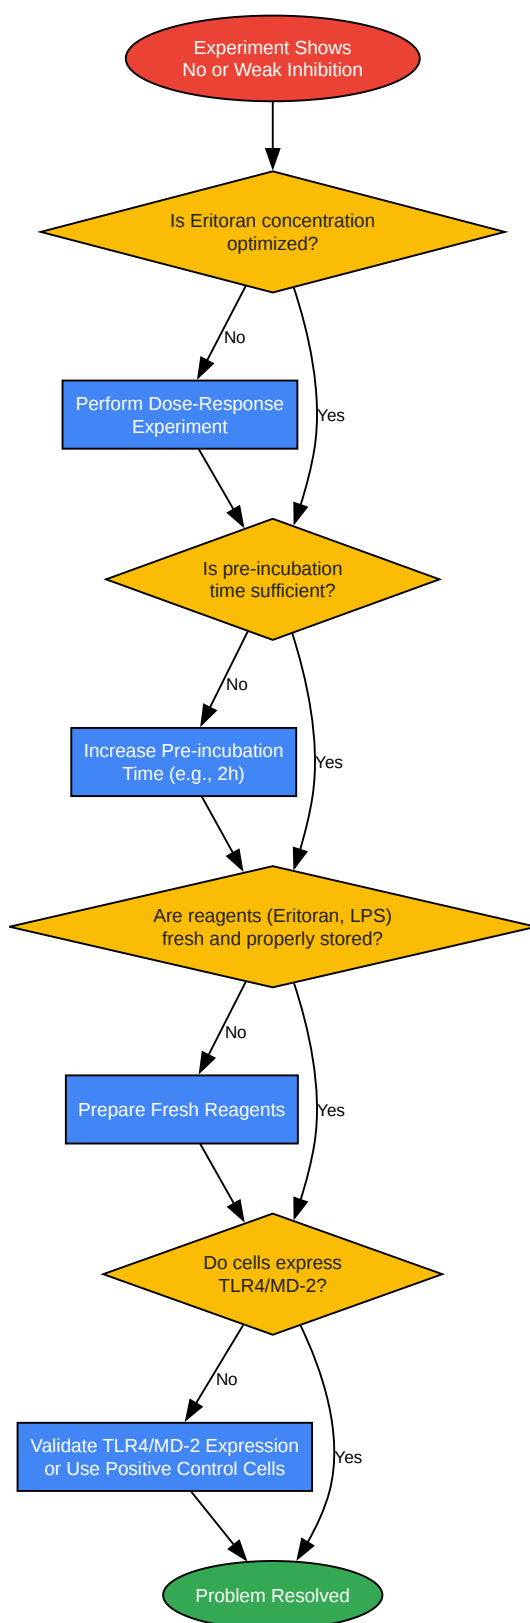 Experiment Shows
No or Weak Inhibition
Is Eritoran concentration
optimized?
No
Perform Dose-Response
Experiment
Yes
Is pre-incubation
time sufficient?
No
Increase Pre-incubation
Time (e.g., 2h)
Yes
Are reagents (Eritoran, LPS)
fresh and properly stored?
No
Prepare Fresh Reagents
Yes
Do cells express
TLR4/MD-2?
No
Validate TLR4/MD-2 Expression
or Use Positive Control Cells
Yes
Problem Resolved